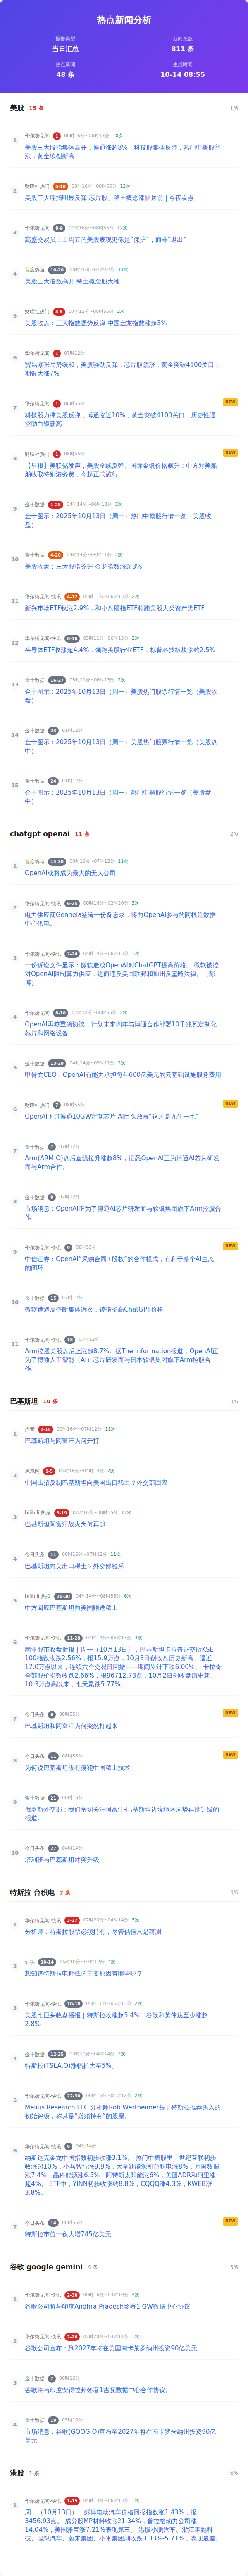 热点新闻分析
报告类型
当日汇总
新闻总数
811 条
热点新闻
48 条
生成时间
10-14 08:55
美股 15 条
1/6
1
华尔街见闻 1 00时16分~06时13分 10次
美股三大股指集体高开，博通涨超8%，科技股集体反弹，热门中概股普涨，黄金续创新高
2
财联社热门 6-10 00时16分~08时55分 12次
美股三大期指明显反弹 芯片股、稀土概念涨幅居前 | 今夜看点
3
华尔街见闻 8-9 00时16分~08时55分 12次
高盛交易员：上周五的美股表现更像是“保护”，而非“退出”
4
百度热搜 10-20 00时16分~07时12分 11次
美股三大指数高开 稀土概念股大涨
5
财联社热门 3-5 07时12分~08时55分 2次
美股收盘：三大指数强势反弹 中国金龙指数涨超3%
6
华尔街见闻 1 07时12分
贸易紧张局势缓和，美股强劲反弹，芯片股领涨，黄金突破4100关口，期银大涨7%
7
NEW
华尔街见闻 1 08时55分
科技股力撑美股反弹，博通涨近10%，黄金突破4100关口，历史性逼空助白银新高
8
NEW
财联社热门 1 08时55分
【早报】美联储发声，美股全线反弹、国际金银价格飙升；中方对美船舶收取特别港务费，今起正式施行
9
金十数据 5-28 04时14分~06时13分 3次
金十图示：2025年10月13日（周一）热门中概股行情一览（美股收盘）
10
金十数据 4-20 04时14分~05时11分 2次
美股收盘：三大股指齐升 金龙指数涨超3%
11
华尔街见闻-快讯 4-12 05时11分~06时13分 2次
新兴市场ETF收涨2.9%，和小盘股指ETF领跑美股大类资产类ETF
12
华尔街见闻-快讯 8-16 05时11分~06时13分 2次
半导体ETF收涨超4.4%，领跑美股行业ETF，标普科技板块涨约2.5%
13
金十数据 16-27 05时11分~06时13分 2次
金十图示：2025年10月13日（周一）美股热门股票行情一览（美股收盘）
14
金十数据 23 01时12分
金十图示：2025年10月13日（周一）美股热门股票行情一览（美股盘中）
15
金十数据 24 01时12分
金十图示：2025年10月13日（周一）热门中概股行情一览（美股盘中）
chatgpt openai 11 条
2/6
1
百度热搜 14-30 00时16分~07时12分 11次
OpenAI或将成为最大的无人公司
2
华尔街见闻-快讯 6-25 00时16分~02时20分 3次
电力供应商Genneia签署一份备忘录，将向OpenAI参与的阿根廷数据中心供电。
3
华尔街见闻-快讯 7-24 04时14分~06时13分 3次
一份诉讼文件显示：微软造成OpenAI对ChatGPT提高价格。 微软被控对OpenAI限制算力供应，进而违反美国联邦和加州反垄断法律。（彭博）
4
华尔街见闻 8-10 07时12分~08时55分 2次
OpenAI再签重磅协议：计划未来四年与博通合作部署10千兆瓦定制化芯片和网络设备
5
金十数据 13-29 04时14分~05时11分 2次
甲骨文CEO：OpenAI有能力承担每年600亿美元的云基础设施服务费用
6
NEW
财联社热门 7 08时55分
OpenAI下订博通10GW定制芯片 AI巨头放言“这才是九牛一毛”
7
金十数据 7 07时12分
Arm(ARM.O)盘后直线拉升涨超8%，据悉OpenAI正为博通AI芯片研发而与Arm合作。
8
金十数据 9 07时12分
市场消息：OpenAI正为了博通AI芯片研发而与软银集团旗下Arm控股合作。
9
NEW
华尔街见闻-快讯 9 08时55分
中信证券：OpenAI“采购合同+股权”的合作模式，有利于整个AI生态的闭环
10
金十数据 15 07时12分
微软遭遇反垄断集体诉讼，被指抬高ChatGPT价格
11
华尔街见闻-快讯 18 07时12分
Arm控股美股盘后上涨超8.7%。据The Information报道，OpenAI正为了博通人工智能（AI）芯片研发而与日本软银集团旗下Arm控股合作。
巴基斯坦 10 条
3/6
1
抖音 1-15 00时16分~07时12分 11次
巴基斯坦与阿富汗为何开打
2
凤凰网 1-5 00时16分~04时14分 7次
中国出招反制巴基斯坦向美国出口稀土？外交部回应
3
bilibili 热搜 3-19 00时16分~08时55分 12次
巴基斯坦阿富汗战火为何再起
4
今日头条 11 00时16分~07时12分 11次
巴基斯坦向美出口稀土？外交部驳斥
5
bilibili 热搜 20-30 04时14分~08时55分 6次
中方回应巴基斯坦向美国赠送稀土
6
华尔街见闻-快讯 11-28 04时14分~06时13分 3次
南亚股市收盘播报｜周一（10月13日），巴基斯坦卡拉奇证交所KSE 100指数收跌2.56%，报15.9万点，10月3日创收盘历史新高、逼近17.0万点以来，连续六个交易日回撤——期间累计下跌6.00%。 卡拉奇全部股价指数收跌2.66%，报96732.73点，10月2日创收盘历史新、10.3万点高以来，七天累跌5.77%。
7
NEW
今日头条 8 08时55分
巴基斯坦和阿富汗为何突然打起来
8
NEW
今日头条 11 08时55分
为何说巴基斯坦没有侵犯中国稀土技术
9
金十数据 21 00时16分
俄罗斯外交部：我们密切关注阿富汗-巴基斯坦边境地区局势再度升级的报道。
10
今日头条 27 04时14分
塔利班与巴基斯坦冲突升级
特斯拉 台积电 7 条
4/6
1
华尔街见闻-快讯 3-27 02时20分~04时14分 3次
分析师：特斯拉股票必须持有，尽管估值只是猜测
2
知乎 10-14 05时11分~07时12分 4次
想知道特斯拉电耗低的主要原因有哪些呢？
3
华尔街见闻-快讯 10-18 05时11分~06时13分 2次
美股七巨头收盘播报｜特斯拉收涨超5.4%，谷歌和英伟达至少涨超2.8%
4
金十数据 12-25 03时10分~04时14分 2次
特斯拉(TSLA.O)涨幅扩大至5%。
5
华尔街见闻-快讯 22-30 00时16分~01时12分 2次
Melius Research LLC.分析师Rob Wertheimer基于特斯拉推荐买入的初始评级，称其是“必须持有”的股票。
6
华尔街见闻-快讯 6 04时14分
纳斯达克金龙中国指数初步收涨3.1%。 热门中概股里，世纪互联初步收涨超10%，小马智行涨9.9%，大全新能源和台积电涨8%，万国数据涨7.4%，晶科能源涨6.5%，阿特斯太阳能涨6%，美团ADR和阿里涨超4%。 ETF中，YINN初步收涨约8.8%，CQQQ涨4.3%，KWEB涨3.8%。
7
NEW
今日头条 14 08时55分
特斯拉市值一夜大增745亿美元
谷歌 google gemini 4 条
5/6
1
华尔街见闻-快讯 2-30 00时16分~03时10分 4次
谷歌公司将与印度Andhra Pradesh签署1 GW数据中心协议。
2
华尔街见闻-快讯 2-26 02时20分~04时14分 3次
谷歌公司宣布：到2027年将在美国南卡莱罗纳州投资90亿美元。
3
金十数据 7 00时16分
谷歌将与印度安得拉邦签署1吉瓦数据中心合作协议。
4
金十数据 19 03时10分
市场消息：谷歌(GOOG.O)宣布至2027年将在南卡罗来纳州投资90亿美元。
港股 1 条
6/6
1
华尔街见闻-快讯 1-19 04时14分~06时13分 3次
周一（10月13日），彭博电动汽车价格回报指数涨1.43%，报3456.93点。 成分股MP材料收涨21.34%，普拉格动力公司涨14.04%，美国雅宝涨7.21%表现第三。 港股小鹏汽车、浙江零跑科技、理想汽车、蔚来集团、小米集团则收跌3.33%-5.71%，表现最差。